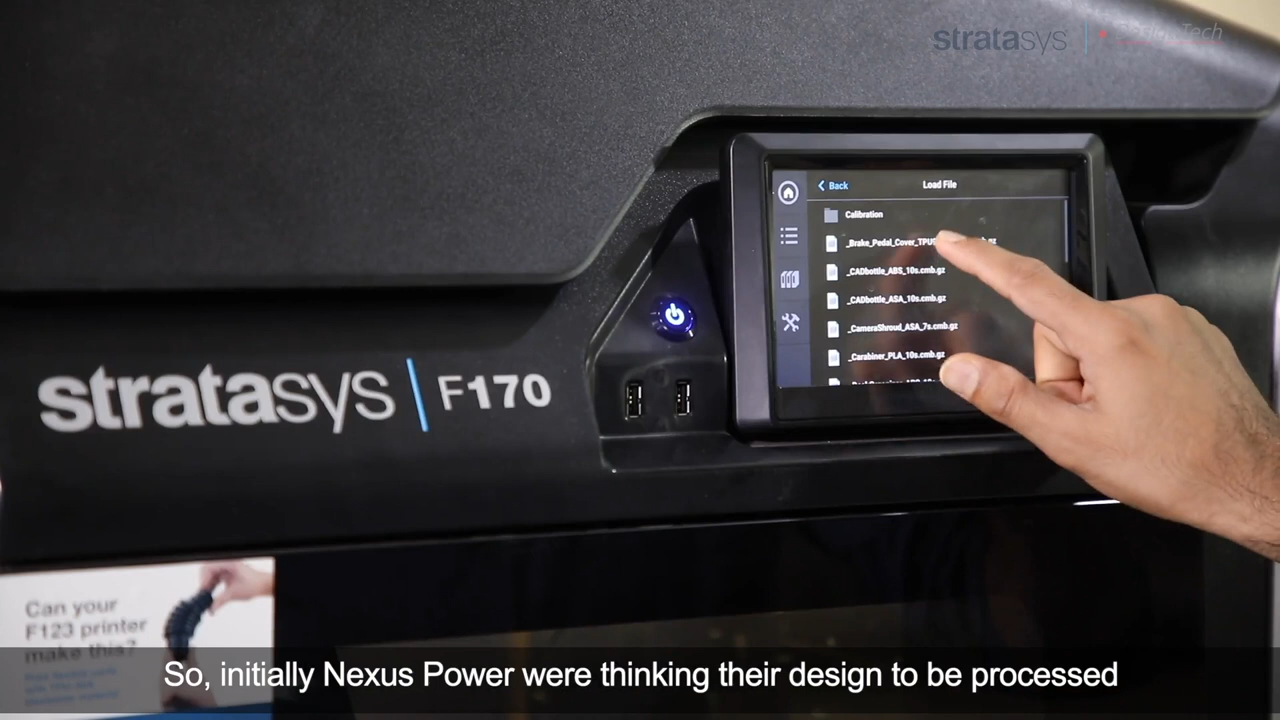 stratasys
Tech
Back
Load File
Calibration
_Brake_Pedal_Cover_TPU
_CADbottle_ABS_10s.cmb.gz
_CADbottle_ASA_10s.cmb.gz
_CameraShroud_ASA_7s.cmb.gz
_Carabiner_PLA_10s.cmb.gz
stratasys | F170
Can your
F123 printer
make this?
So, initially Nexus Power were thinking their design to be processed